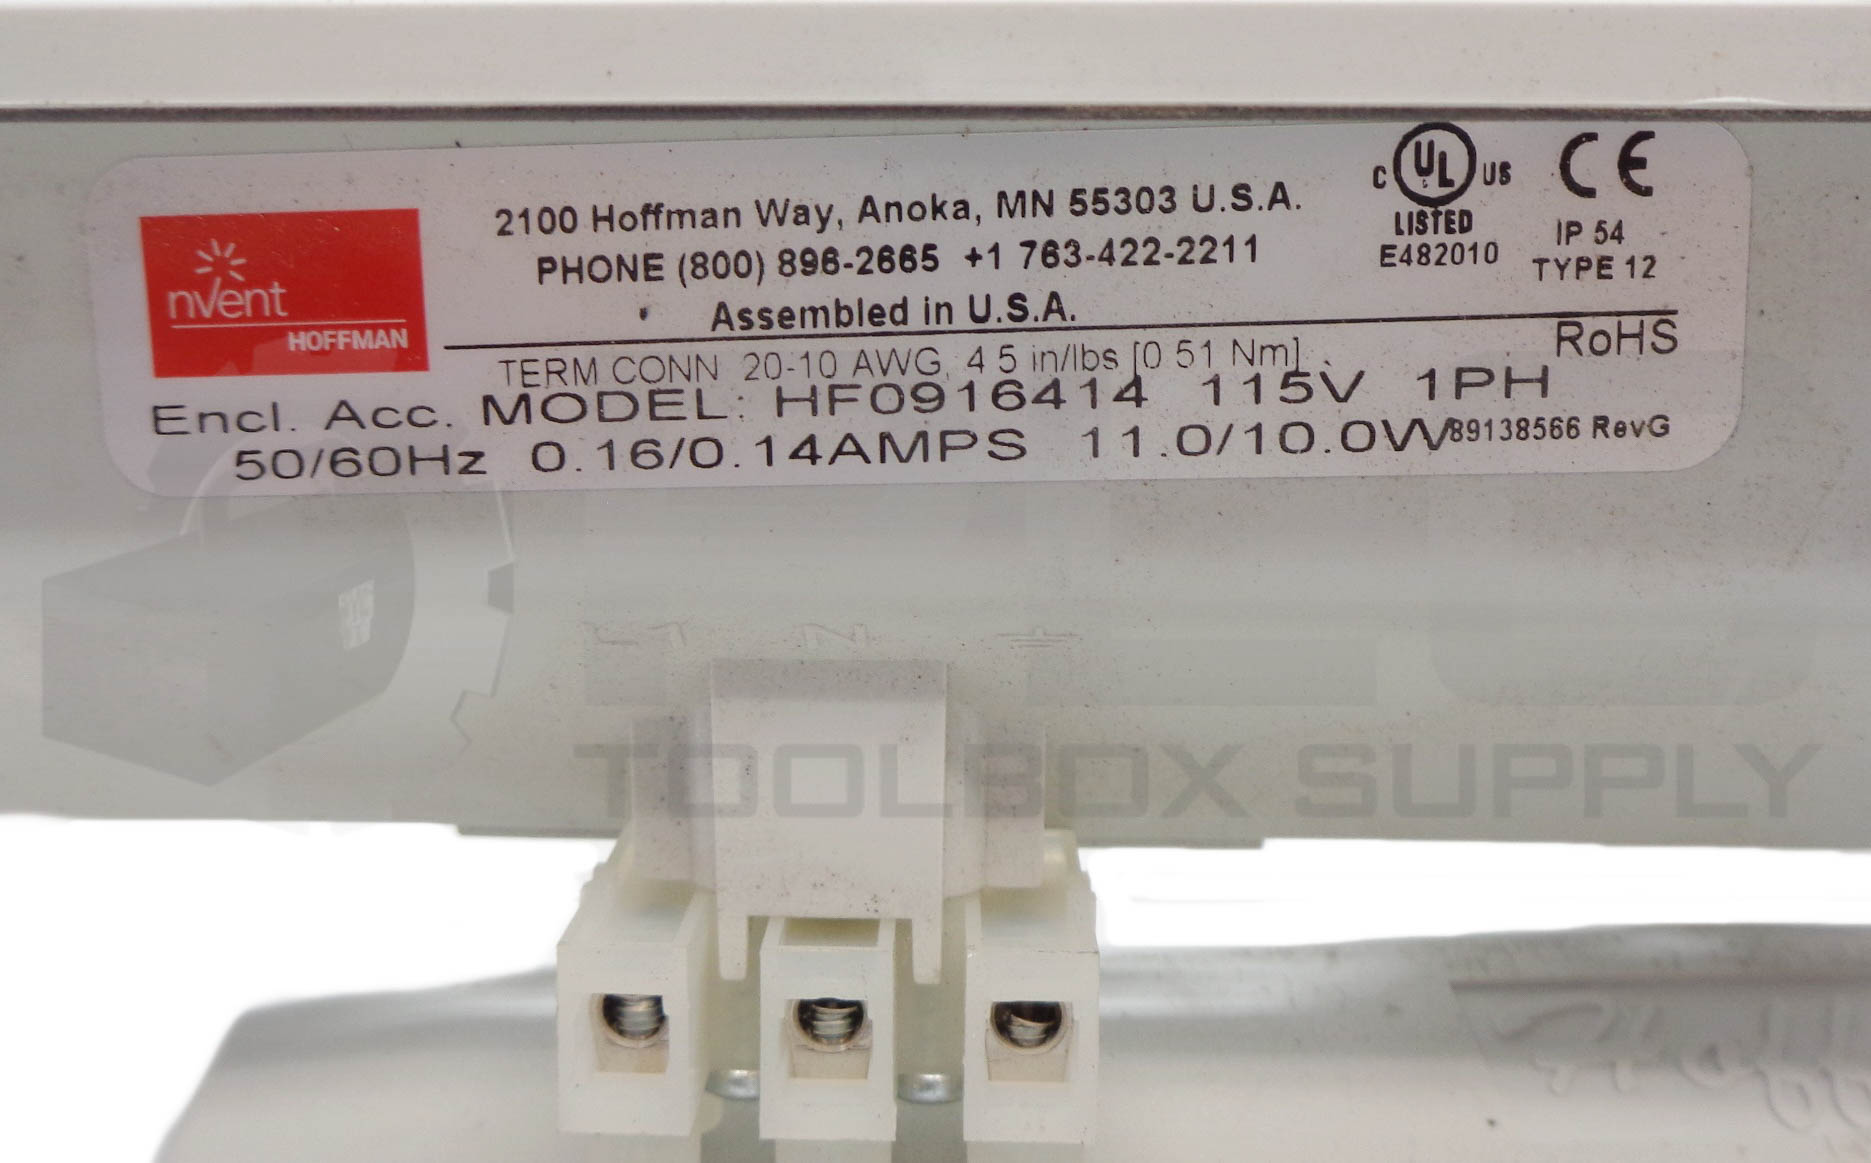 nVent
HOFFMAN
2100 Hoffman Way, Anoka, MN 55303 U.S.A.
PHONE (800) 896-2665 +1 763-422-2211
Assembled in U.S.A.
C UL US
LISTED
E482010
CE
IP 54
TYPE 12
RoHS
TERM CONN 20-10 AWG, 4 5 in/lbs [0 51 Nm]
Encl. Acc. MODEL: HF0916414 115V 1PH
50/60Hz 0.16/0.14AMPS 11.0/10.0W
89138566 RevG
L1 N
TOOLBOX SUPPLY